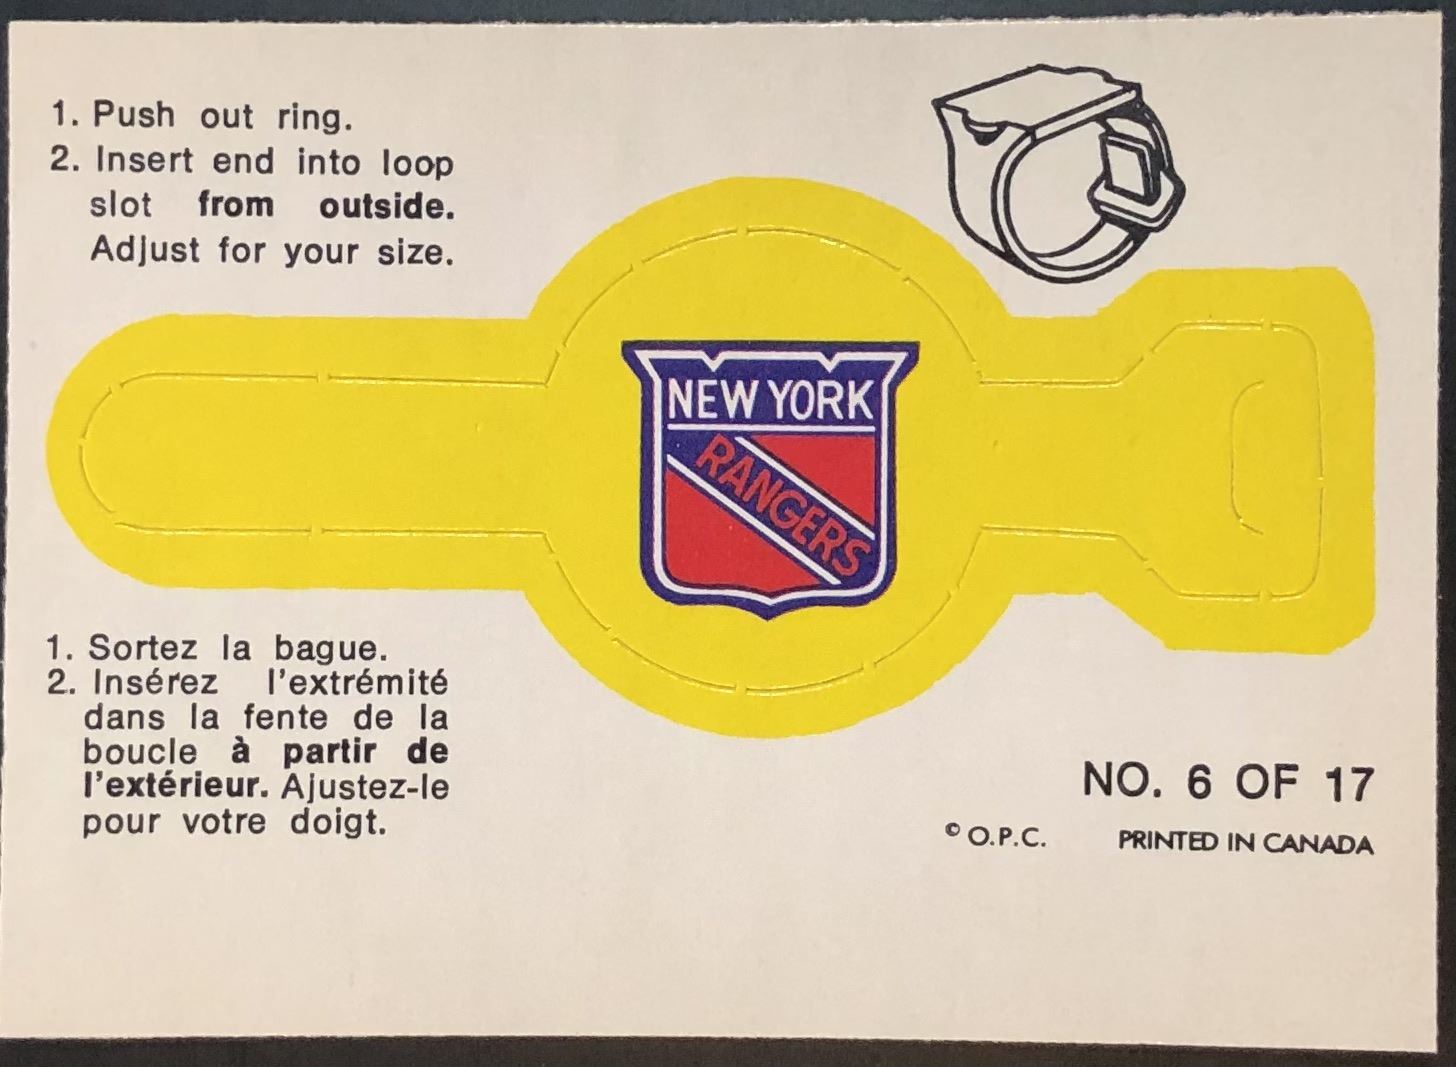 1. Push out ring.
2. Insert end into loop
slot from outside.
Adjust for your size.
NEW YORK
RANGERS
1. Sortez la bague.
2. Insérez l'extrémité
dans la fente de la
boucle à partir de
l'extérieur. Ajustez-le
pour votre doigt.
NO. 6 OF 17
© O.P.C. PRINTED IN CANADA